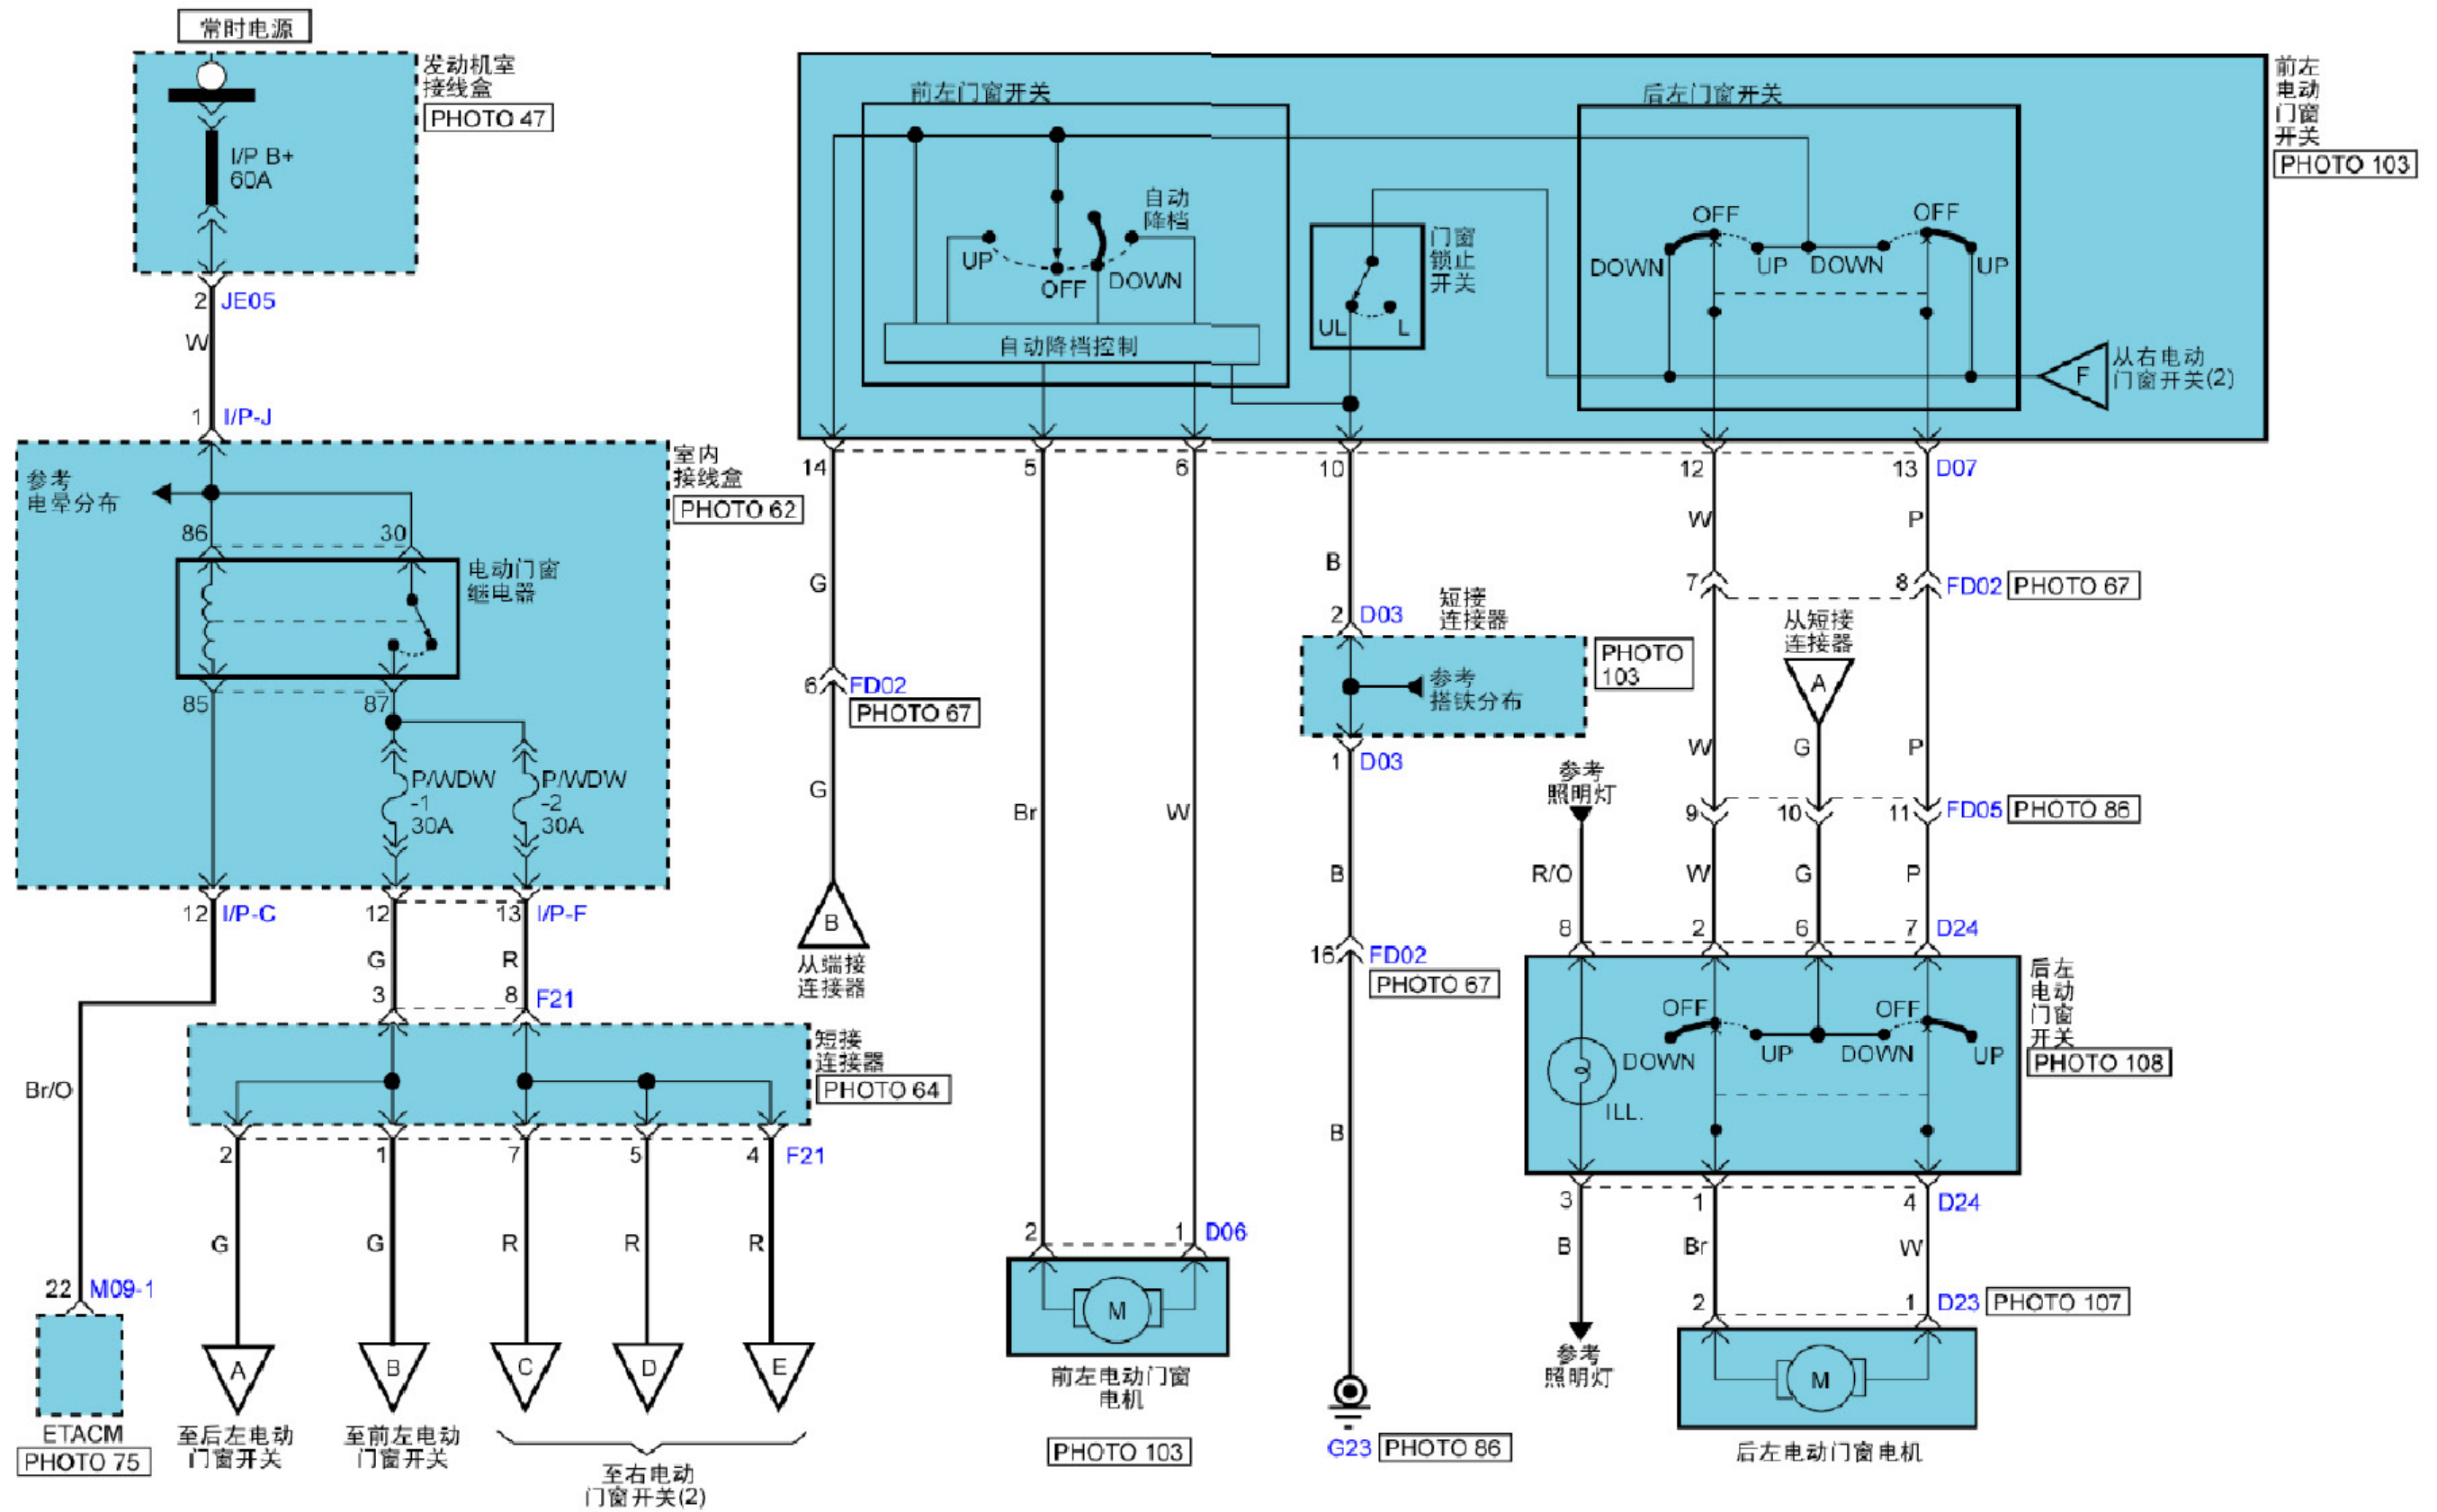 常时电源
发动机室
接线盒
PHOTO 47
I/P B+
60A
2 JE05
W
1 I/P-J
室内
接线盒
PHOTO 62
参考
电晕分布
86
30
电动门窗
继电器
85
87
P/WDW
-1
30A
P/WDW
-2
30A
12 I/P-C
12
13 I/P-F
G
R
3
8 F21
短接
连接器
PHOTO 64
Br/O
2
1
7
5
4 F21
G
G
R
R
R
22 M09-1
ETACM
PHOTO 75
A
B
C
D
E
至后左电动
门窗开关
至前左电动
门窗开关
至右电动
门窗开关(2)
前左
电动
门窗
开关
PHOTO 103
前左门窗开关
自动
降档
UP
OFF
DOWN
自动降档控制
门窗
锁止
开关
UL
L
后左门窗开关
OFF
OFF
DOWN
UP
DOWN
UP
F
从右电动
门窗开关(2)
14
5
6
10
12
13 D07
G
6 FD02
PHOTO 67
G
B
从端接
连接器
Br
W
2
1 D06
M
前左电动门窗
电机
PHOTO 103
B
2 D03
短接
连接器
PHOTO
103
参考
搭铁分布
1 D03
B
16 FD02
PHOTO 67
B
G23 PHOTO 86
W
P
7
8 FD02 PHOTO 67
从短接
连接器
A
W
G
P
9
10
11 FD05 PHOTO 86
参考
照明灯
R/O
W
G
P
8
2
6
7 D24
后左
电动
门窗
开关
PHOTO 108
OFF
OFF
DOWN
UP
DOWN
UP
ILL.
3
1
4 D24
B
Br
W
参考
照明灯
2
1 D23 PHOTO 107
M
后左电动门窗电机